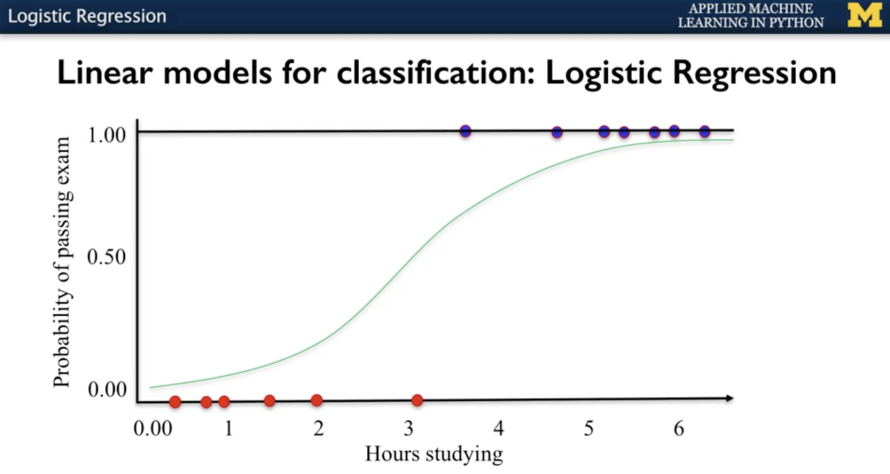 Logistic Regression
APPLIED MACHINE
LEARNING IN PYTHON
M
Linear models for classification: Logistic Regression
Probability of passing exam
1.00
0.50
0.00
0.00 1 2 3 4 5 6
Hours studying